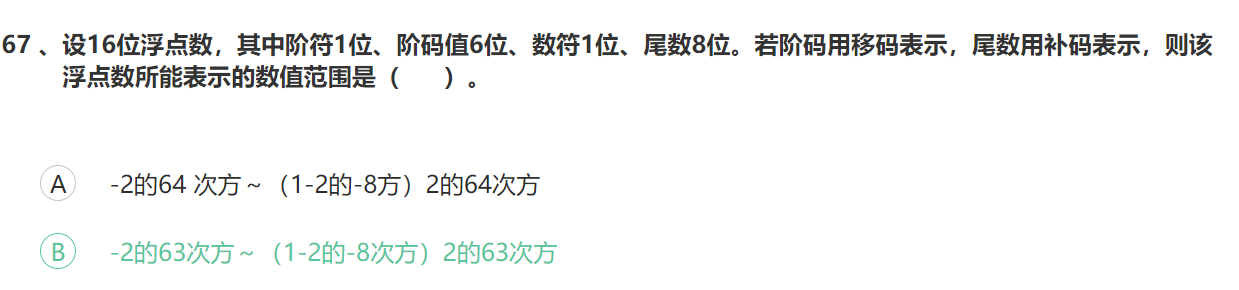 67 、设16位浮点数，其中阶符1位、阶码值6位、数符1位、尾数8位。若阶码用移码表示，尾数用补码表示，则该
浮点数所能表示的数值范围是（ ）。
A -2的64 次方～（1-2的-8方）2的64次方
B -2的63次方～（1-2的-8次方）2的63次方